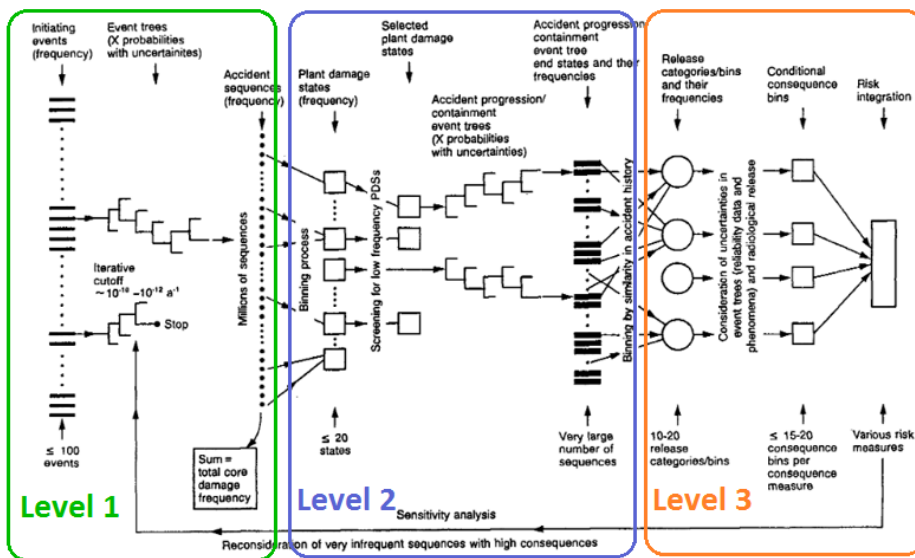 Initiating
events
(frequency)
Event trees
(X probabilities
with uncertainites)
Accident
sequences
(frequency)
Plant damage
states
(frequency)
Selected
plant damage
states
Accident progression/
containment
event trees
(X probabilities
with uncertainties)
Accident progression
containment
event tree
end states and their
frequencies
Release
categories/bins
and their
frequencies
Conditional
consequence
bins
Risk
integration
Iterative
cutoff
~10⁻¹⁰ –10⁻¹² a⁻¹
Stop
Millions of sequences
Binning process
Screening for low frequency PDSs
Binning by similarity in accident history
Consideration of uncertainties in
event trees (reliability data and
phenomena) and radiological release
≤ 100
events
Sum =
total core
damage
frequency
≤ 20
states
Very large
number of
sequences
10-20
release
categories/bins
≤ 15-20
consequence
bins per
consequence
measure
Various risk
measures
Level 1
Level 2
Level 3
Sensitivity analysis
Reconsideration of very infrequent sequences with high consequences